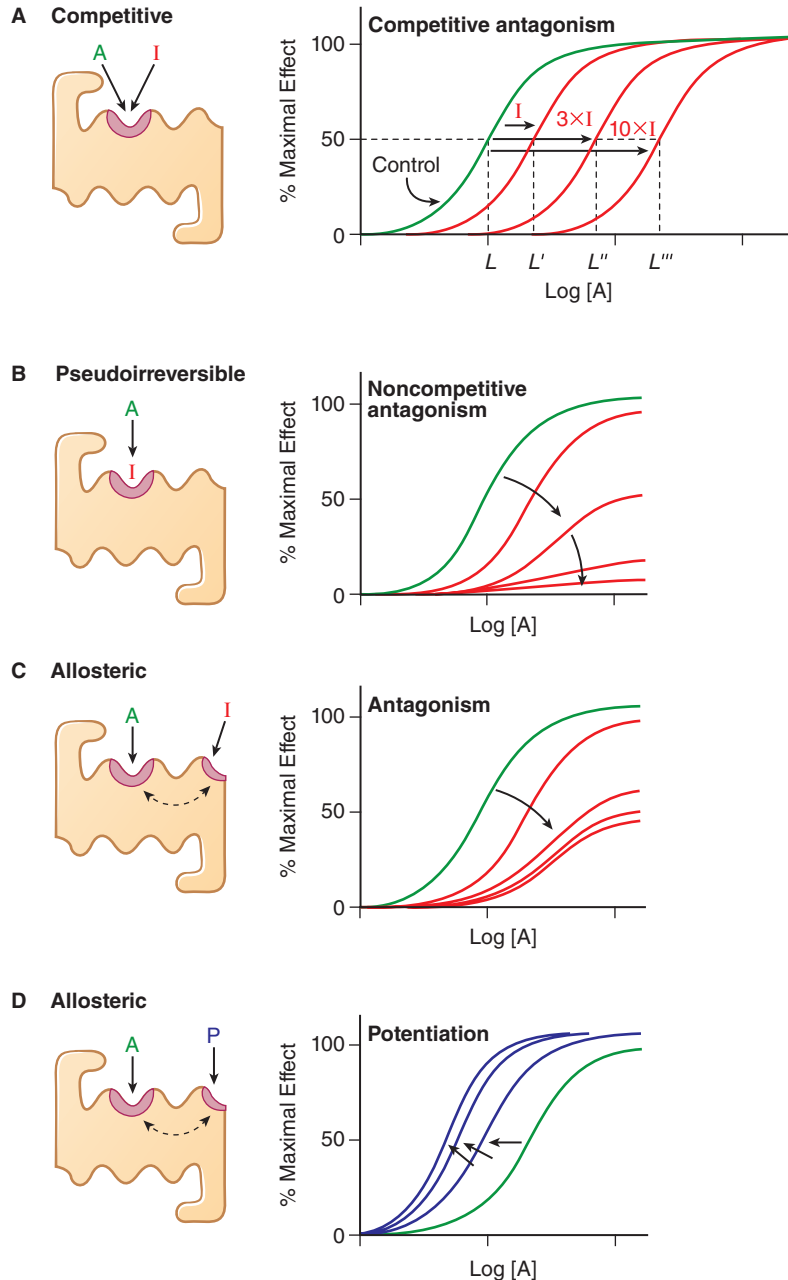 A Competitive
A I
Competitive antagonism
% Maximal Effect
100
50
0
Control
I
3×I
10×I
L L' L'' L'''
Log [A]
B Pseudoirreversible
A
I
Noncompetitive
antagonism
% Maximal Effect
100
50
0
Log [A]
C Allosteric
A I
Antagonism
% Maximal Effect
100
50
0
Log [A]
D Allosteric
A P
Potentiation
% Maximal Effect
100
50
0
Log [A]